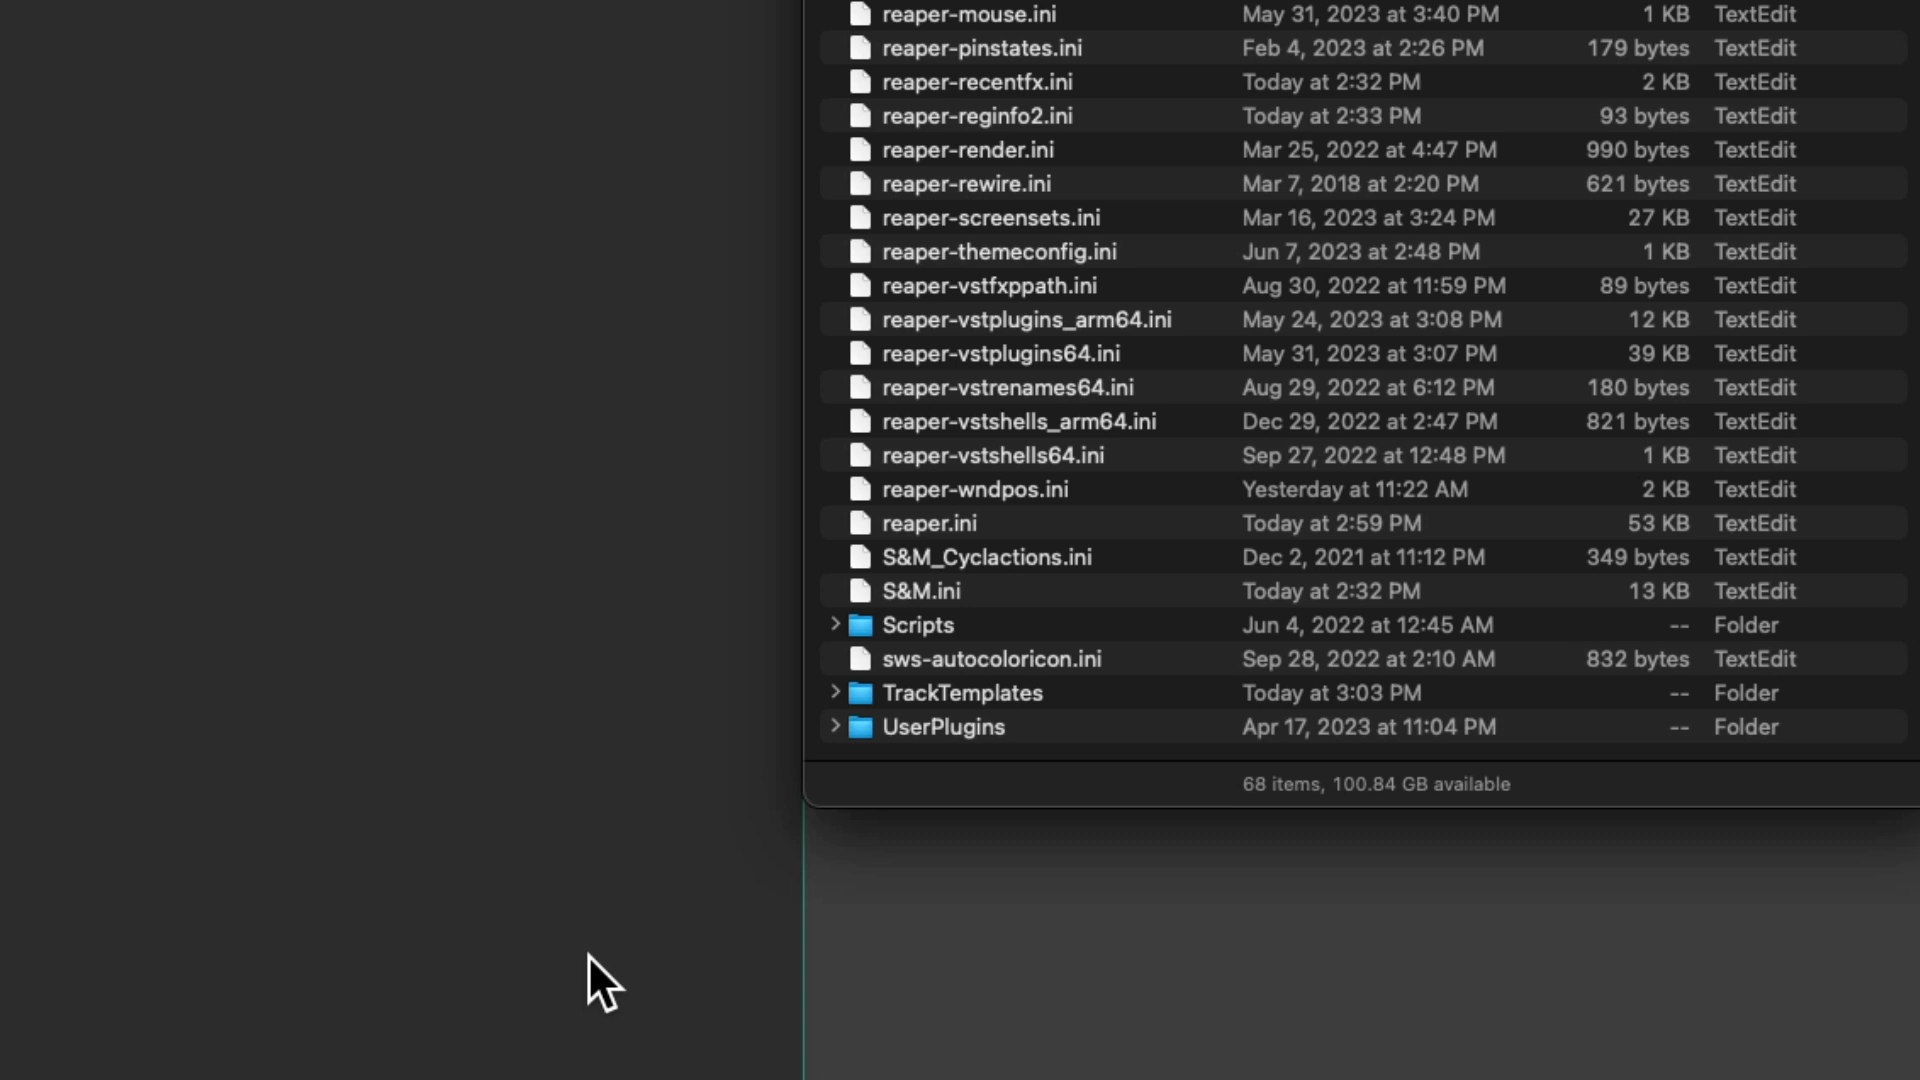 reaper-mouse.ini May 31, 2023 at 3:40 PM 1 KB TextEdit
reaper-pinstates.ini Feb 4, 2023 at 2:26 PM 179 bytes TextEdit
reaper-recentfx.ini Today at 2:32 PM 2 KB TextEdit
reaper-reginfo2.ini Today at 2:33 PM 93 bytes TextEdit
reaper-render.ini Mar 25, 2022 at 4:47 PM 990 bytes TextEdit
reaper-rewire.ini Mar 7, 2018 at 2:20 PM 621 bytes TextEdit
reaper-screensets.ini Mar 16, 2023 at 3:24 PM 27 KB TextEdit
reaper-themeconfig.ini Jun 7, 2023 at 2:48 PM 1 KB TextEdit
reaper-vstfxppath.ini Aug 30, 2022 at 11:59 PM 89 bytes TextEdit
reaper-vstplugins_arm64.ini May 24, 2023 at 3:08 PM 12 KB TextEdit
reaper-vstplugins64.ini May 31, 2023 at 3:07 PM 39 KB TextEdit
reaper-vstrenames64.ini Aug 29, 2022 at 6:12 PM 180 bytes TextEdit
reaper-vstshells_arm64.ini Dec 29, 2022 at 2:47 PM 821 bytes TextEdit
reaper-vstshells64.ini Sep 27, 2022 at 12:48 PM 1 KB TextEdit
reaper-wndpos.ini Yesterday at 11:22 AM 2 KB TextEdit
reaper.ini Today at 2:59 PM 53 KB TextEdit
S&M_Cyclactions.ini Dec 2, 2021 at 11:12 PM 349 bytes TextEdit
S&M.ini Today at 2:32 PM 13 KB TextEdit
Scripts Jun 4, 2022 at 12:45 AM -- Folder
sws-autocoloricon.ini Sep 28, 2022 at 2:10 AM 832 bytes TextEdit
TrackTemplates Today at 3:03 PM -- Folder
UserPlugins Apr 17, 2023 at 11:04 PM -- Folder
68 items, 100.84 GB available